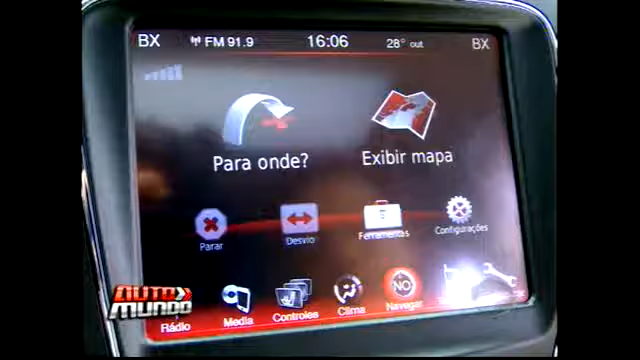 BX FM 91.9 16:06 28° out BX
Para onde? Exibir mapa
Parar Desvio Ferramentas Configurações
NO
Rádio Media Controles Clima Navegar
AUTO
MUNDO